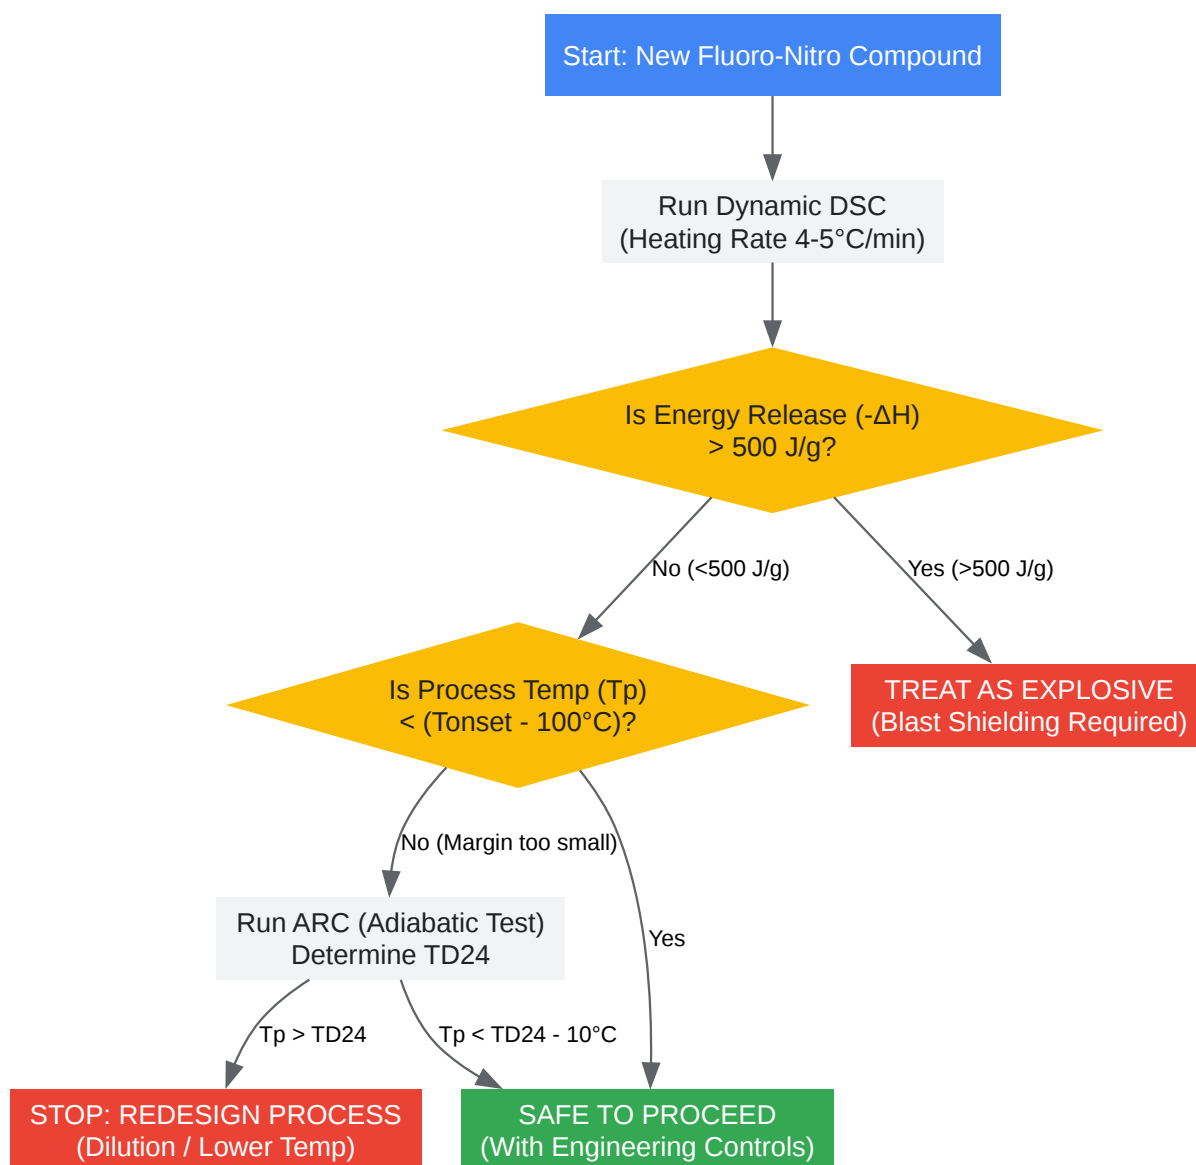 Start: New Fluoro-Nitro Compound
Run Dynamic DSC
(Heating Rate 4-5°C/min)
Is Energy Release (-ΔH)
> 500 J/g?
No (<500 J/g)
Yes (>500 J/g)
Is Process Temp (Tp)
< (Tonset - 100°C)?
TREAT AS EXPLOSIVE
(Blast Shielding Required)
No (Margin too small)
Run ARC (Adiabatic Test)
Determine TD24
Yes
Tp > TD24
Tp < TD24 - 10°C
STOP: REDESIGN PROCESS
(Dilution / Lower Temp)
SAFE TO PROCEED
(With Engineering Controls)